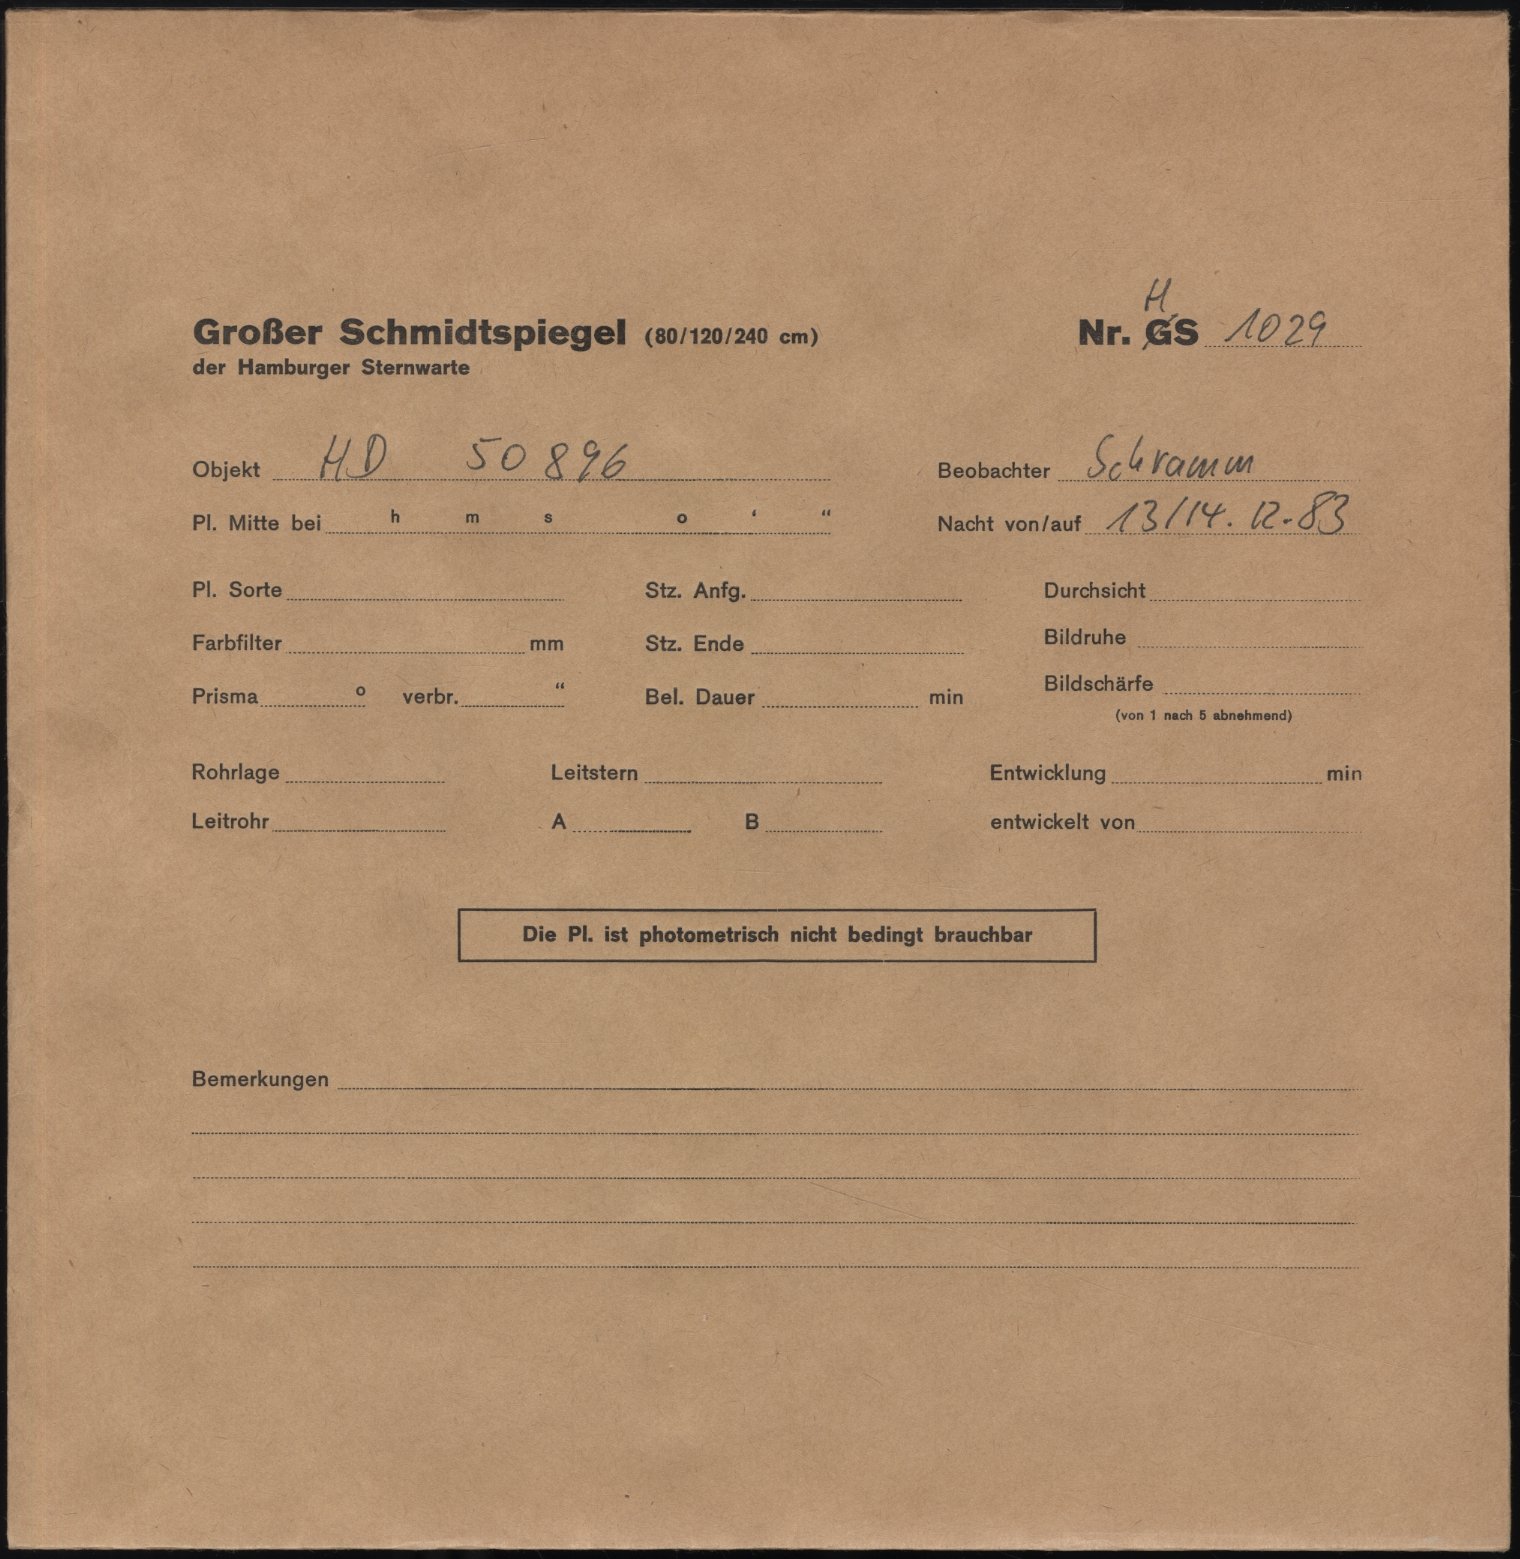 H
Großer Schmidtspiegel (80/120/240 cm) Nr. GS 1029
der Hamburger Sternwarte
Objekt HD 50896 Beobachter Schramm
Pl. Mitte bei h m s o ‘ “ Nacht von/auf 13/14. 12. 83
Pl. Sorte Stz. Anfg. Durchsicht
Farbfilter mm Stz. Ende Bildruhe
Prisma o verbr. “ Bel. Dauer min Bildschärfe
(von 1 nach 5 abnehmend)
Rohrlage Leitstern Entwicklung min
Leitrohr A B entwickelt von
Die Pl. ist photometrisch nicht bedingt brauchbar
Bemerkungen